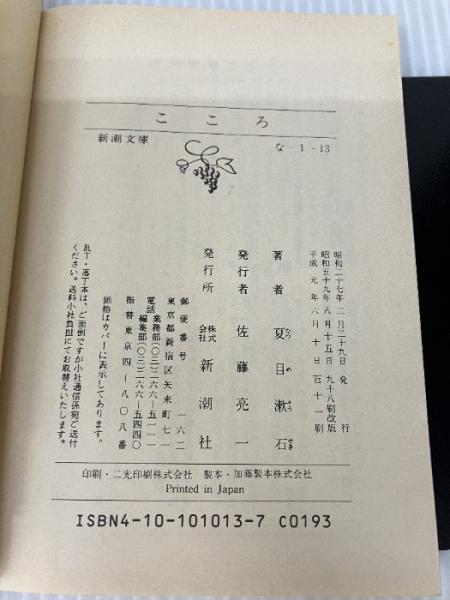 こころ
新潮文庫
な-1-13
昭和二十七年二月二十九日発行
昭和五十九年八月十五日九十八刷改版
平成元年六月十日百十一刷
著者 夏目漱石
なつ め そう せき
発行者 佐藤亮一
発行所 株式会社 新潮社
郵便番号 一六二
東京都新宿区矢来町七一
電話 業務部(〇三)二六六-五一一一
編集部(〇三)二六六-五四四〇
振替東京四-八〇八番
価格はカバーに表示してあります。
乱丁・落丁本は、ご面倒ですが小社通信係宛ご送付
ください。送料小社負担にてお取替えいたします。
印刷・二光印刷株式会社 製本・加藤製本株式会社
Printed in Japan
ISBN4-10-101013-7 C0193